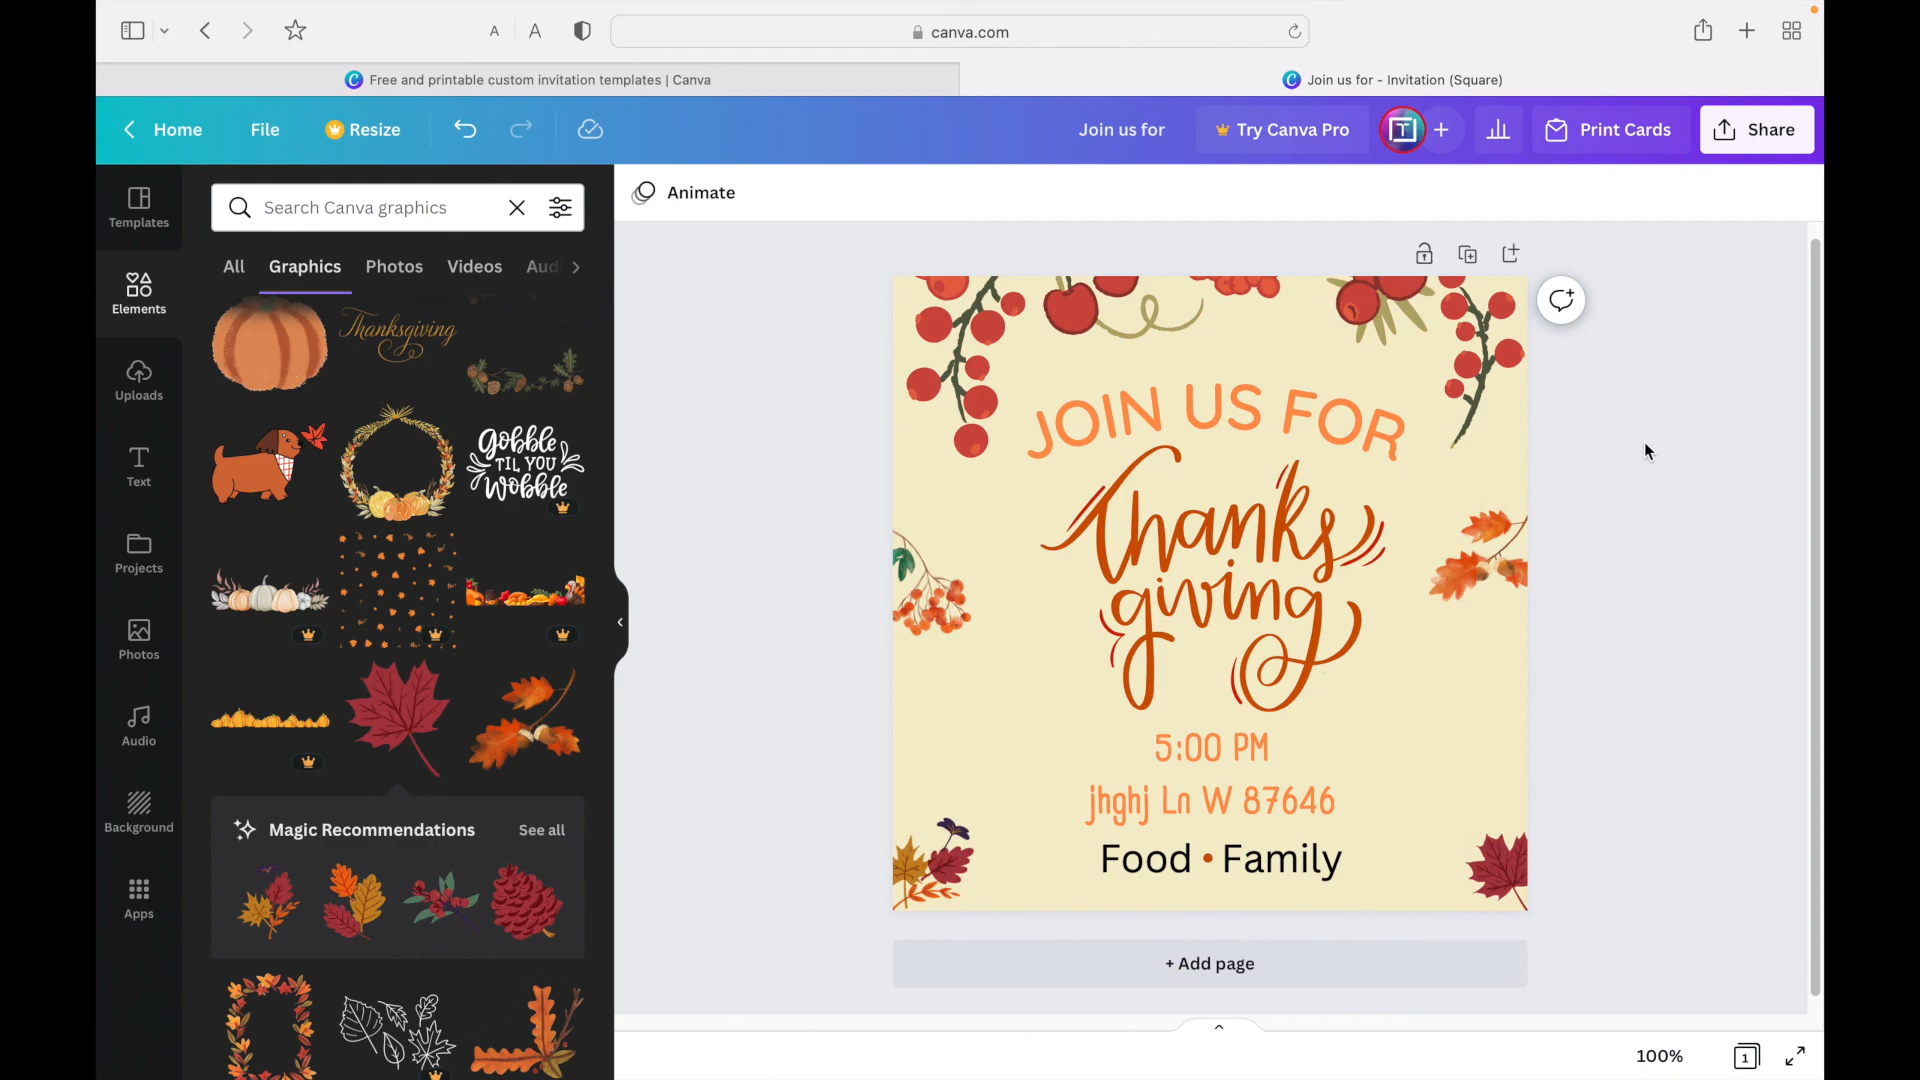 A
A
canva.com
Free and printable custom invitation templates | Canva
Join us for - Invitation (Square)
Home
File
Resize
Join us for
Try Canva Pro
T
Print Cards
Share
Templates
Elements
Uploads
Text
Projects
Photos
Audio
Background
Apps
Search Canva graphics
All
Graphics
Photos
Videos
Aud
Thanksgiving
Gobble
'TIL YOU
Wobble
Magic Recommendations
See all
Animate
JOIN US FOR
Thanks
giving
5:00 PM
jhghj Ln W 87646
Food • Family
+ Add page
100%
1